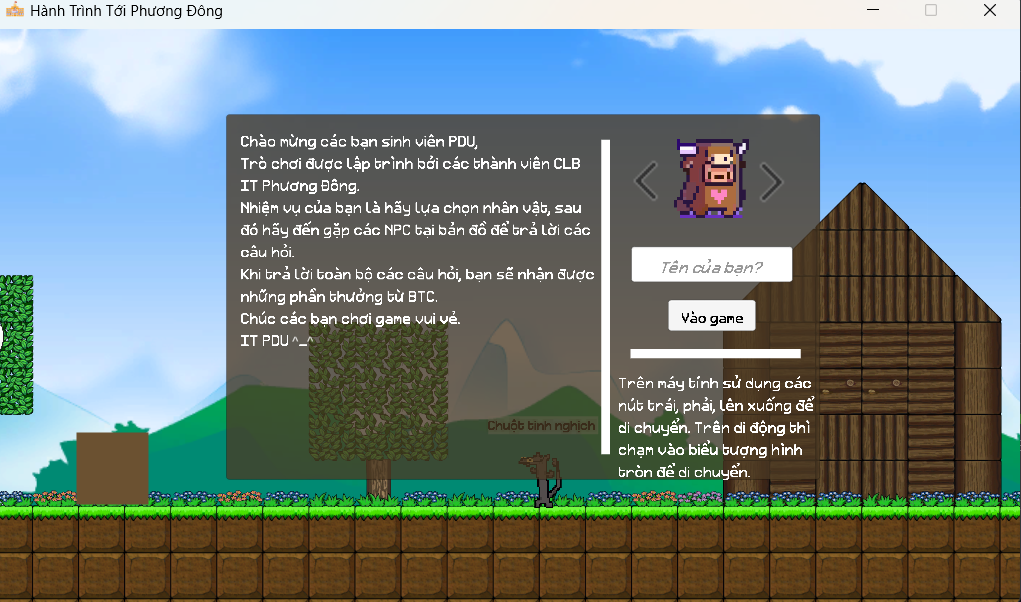 Hành Trình Tới Phương Đông
Chào mừng các bạn sinh viên PDU,
Trò chơi được lập trình bởi các thành viên CLB
IT Phương Đông.
Nhiệm vụ của bạn là hãy lựa chọn nhân vật, sau
đó hãy đến gặp các NPC tại bản đồ để trả lời các
câu hỏi.
Khi trả lời toàn bộ các câu hỏi, bạn sẽ nhận được
những phần thưởng từ BTC.
Chúc các bạn chơi game vui vẻ.
IT PDU ^_^
Chuột tinh nghịch
Tên của bạn?
Vào game
Trên máy tính sử dụng các
nút trái, phải, lên xuống để
di chuyển. Trên di động thì
chạm vào biểu tượng hình
tròn để di chuyển.